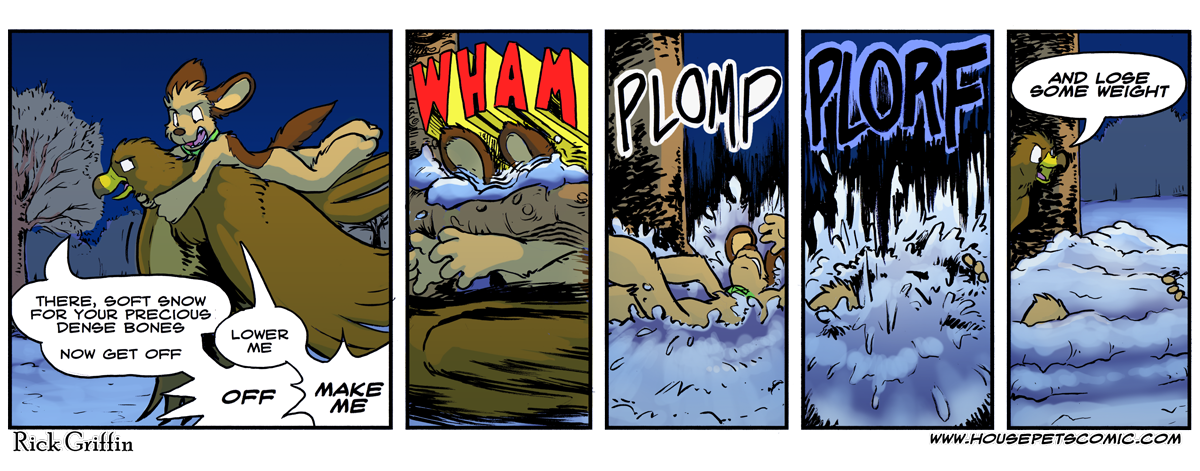 THERE, SOFT SNOW
FOR YOUR PRECIOUS
DENSE BONES
NOW GET OFF
LOWER
ME
OFF
MAKE
ME
WHAM
PLOMP
PLORF
AND LOSE
SOME WEIGHT
Rick Griffin
WWW.HOUSEPETSCOMIC.COM